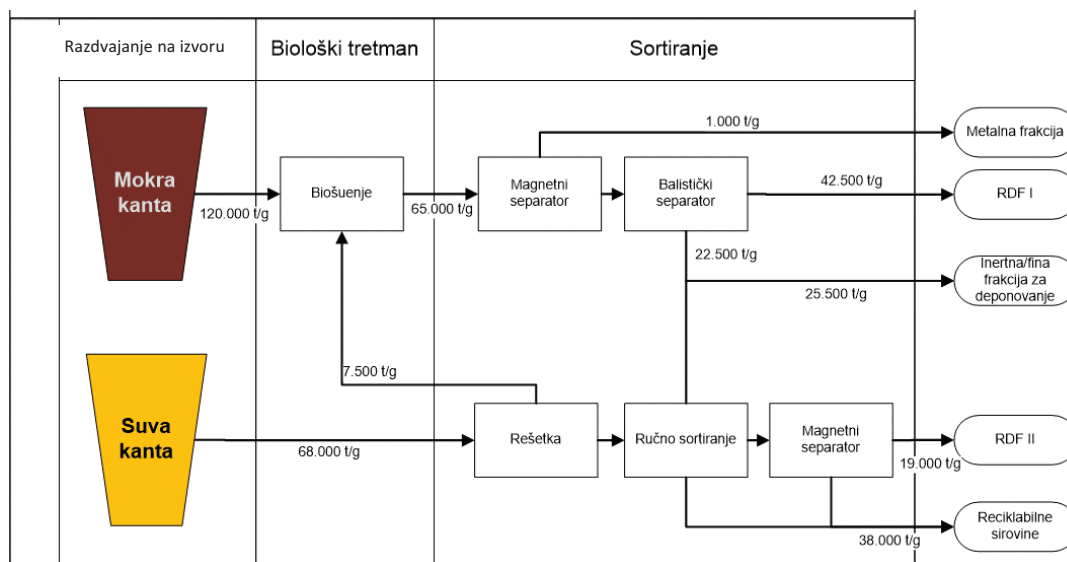 Razdvajanje na izvoru
Biološki tretman
Sortiranje
Mokra
kanta
120.000 t/g
Biošuenje
65.000 t/g
Magnetni
separator
1.000 t/g
Balistički
separator
42.500 t/g
22.500 t/g
25.500 t/g
Metalna frakcija
RDF I
Inertna/fina
frakcija za
deponovanje
Suva
kanta
68.000 t/g
7.500 t/g
Rešetka
Ručno sortiranje
Magnetni
separator
19.000 t/g
38.000 t/g
RDF II
Reciklabilne
sirovine